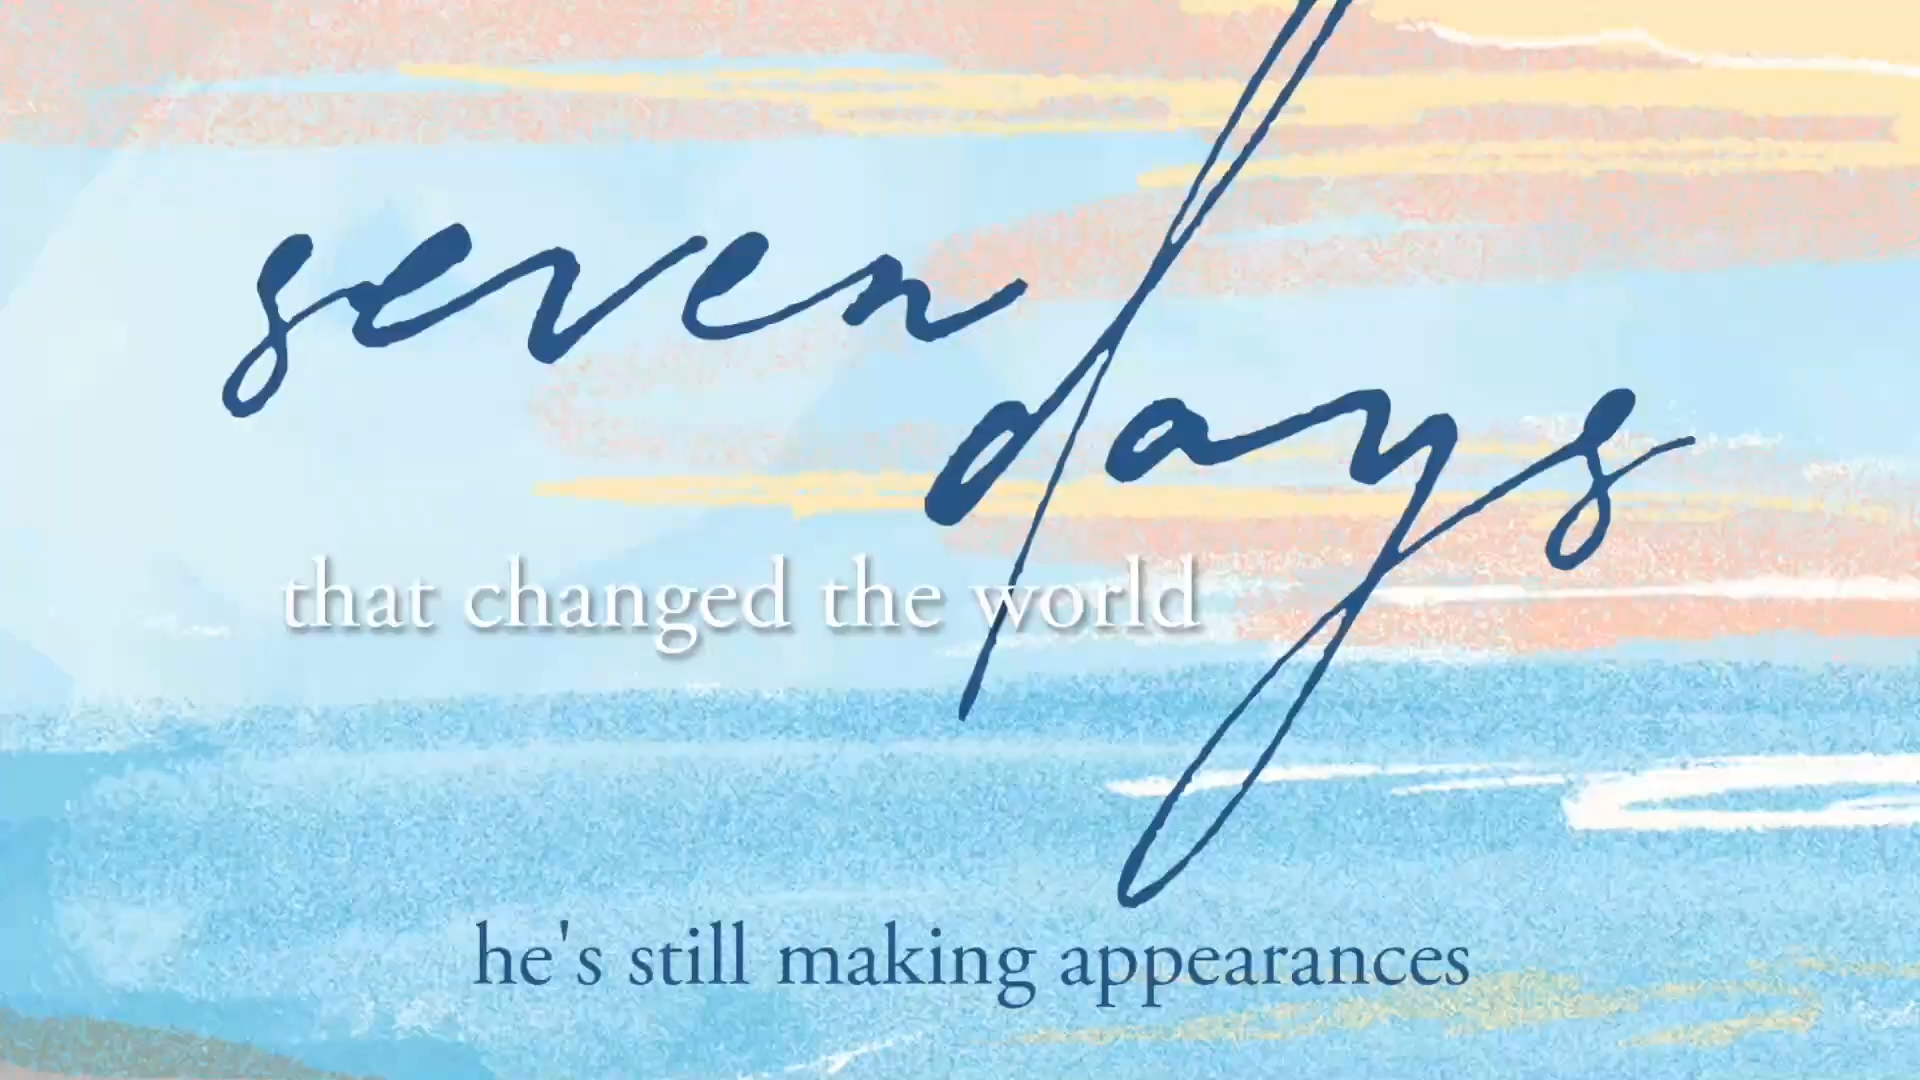 seven
days
that changed the world
he's still making appearances